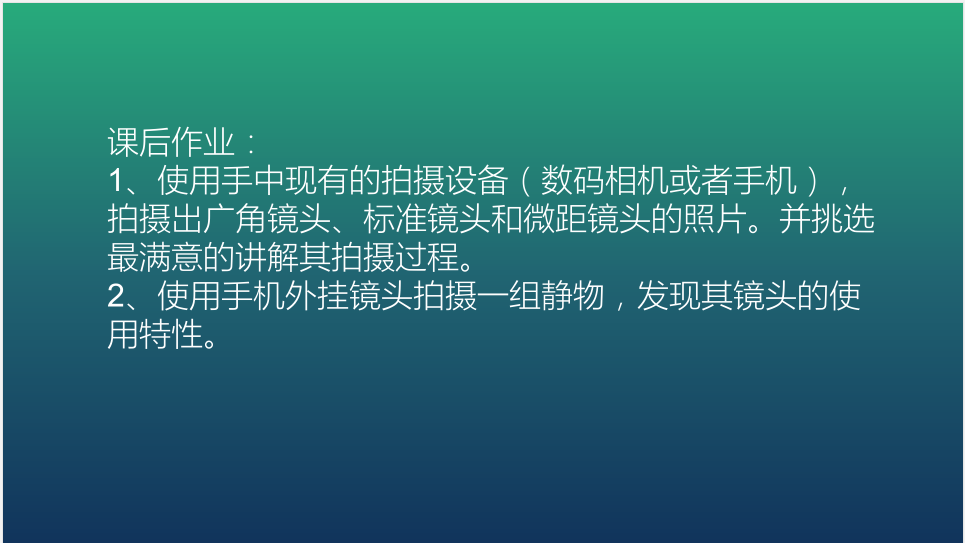 课后作业：
1、使用手中现有的拍摄设备（数码相机或者手机），
拍摄出广角镜头、标准镜头和微距镜头的照片。并挑选
最满意的讲解其拍摄过程。
2、使用手机外挂镜头拍摄一组静物，发现其镜头的使
用特性。